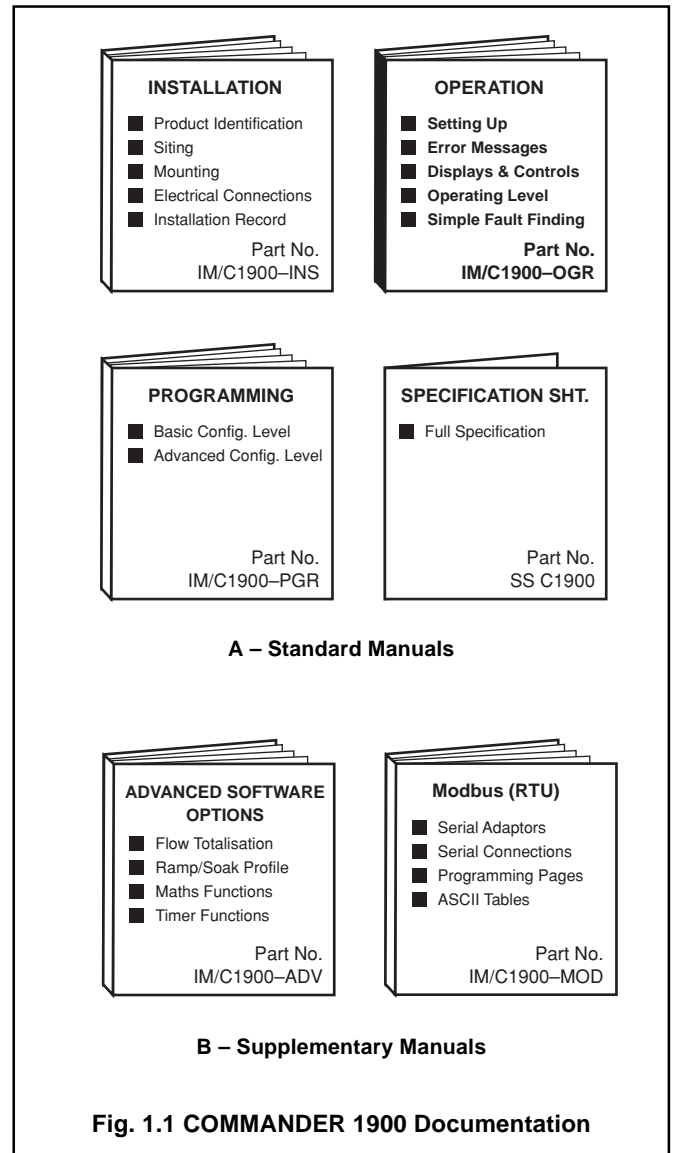 INSTALLATION
■ Product Identification
■ Siting
■ Mounting
■ Electrical Connections
■ Installation Record
Part No.
IM/C1900–INS
OPERATION
■ Setting Up
■ Error Messages
■ Displays & Controls
■ Operating Level
■ Simple Fault Finding
Part No.
IM/C1900–OGR
PROGRAMMING
■ Basic Config. Level
■ Advanced Config. Level
Part No.
IM/C1900–PGR
SPECIFICATION SHT.
■ Full Specification
Part No.
SS C1900
A – Standard Manuals
ADVANCED SOFTWARE
OPTIONS
■ Flow Totalisation
■ Ramp/Soak Profile
■ Maths Functions
■ Timer Functions
Part No.
IM/C1900–ADV
Modbus (RTU)
■ Serial Adaptors
■ Serial Connections
■ Programming Pages
■ ASCII Tables
Part No.
IM/C1900–MOD
B – Supplementary Manuals
Fig. 1.1 COMMANDER 1900 Documentation